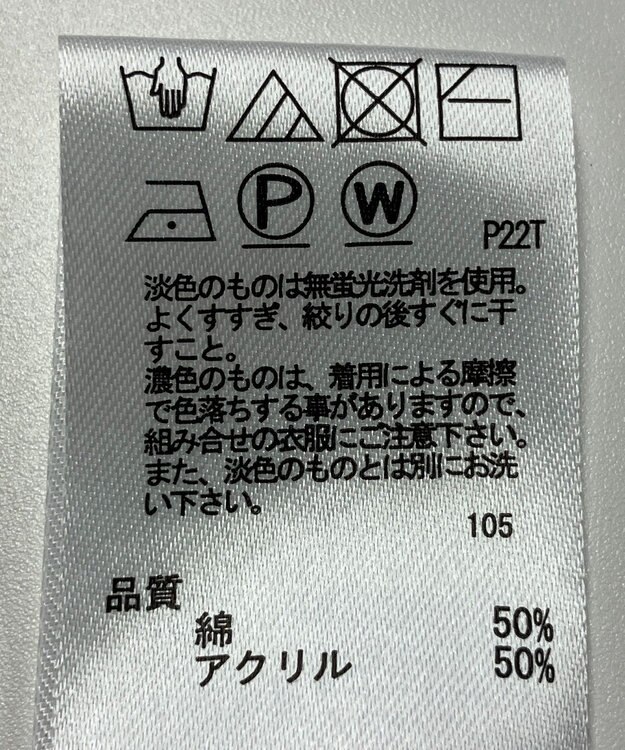 P W
P22T
淡色のものは無蛍光洗剤を使用。
よくすすぎ、絞りの後すぐに干
すこと。
濃色のものは、着用による摩擦
で色落ちする事がありますので、
組み合せの衣服にご注意下さい。
また、淡色のものとは別にお洗
い下さい。
105
品質
綿 50%
アクリル 50%